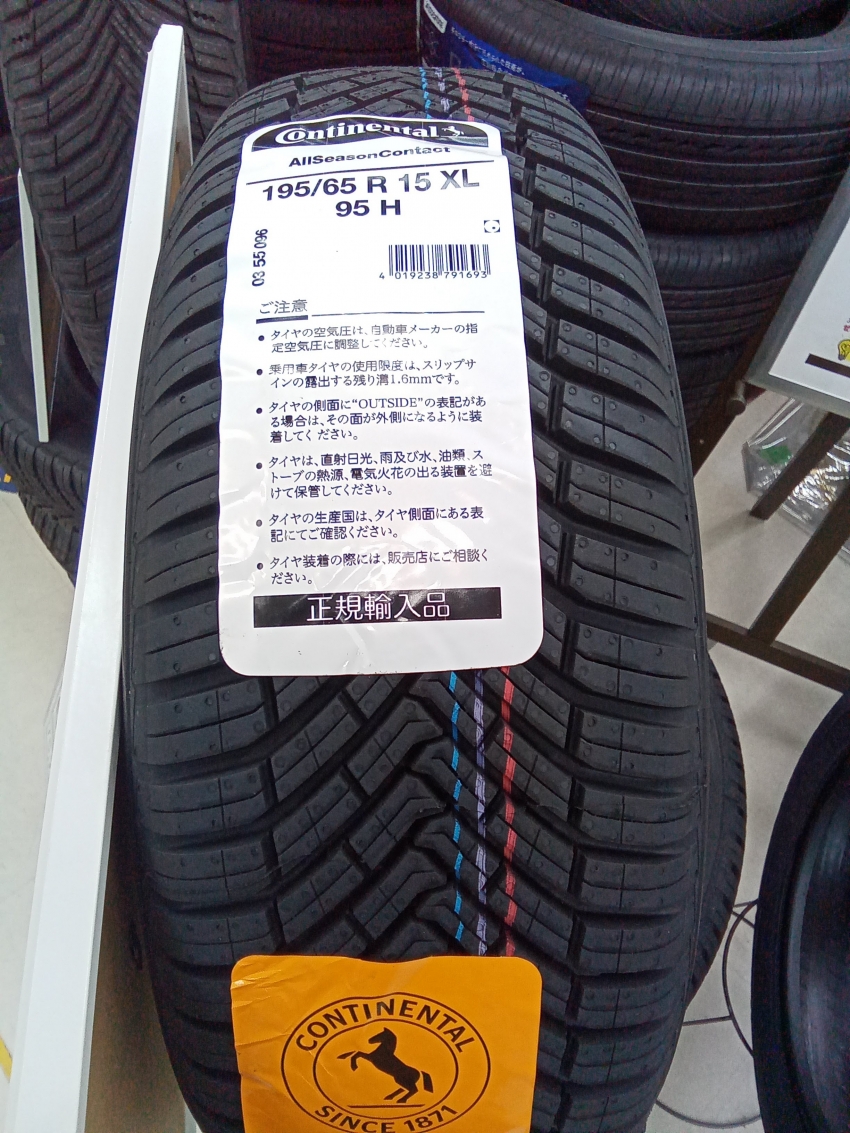 Continental
AllSeasonContact
195/65 R 15 XL
95 H
03 55 096
4 019238 791693
ご注意
● タイヤの空気圧は、自動車メーカーの指
定空気圧に調整してください。
● 乗用車タイヤの使用限度は、スリップサ
インの露出する残り溝1.6mmです。
● タイヤの側面に“OUTSIDE”の表記があ
る場合は、その面が外側になるように装
着してください。
● タイヤは、直射日光、雨及び水、油類、ス
トーブの熱源、電気火花の出る装置を避
けて保管してください。
● タイヤの生産国は、タイヤ側面にある表
記にてご確認ください。
● タイヤ装着の際には、販売店にご相談く
ださい。
正規輸入品
CONTINENTAL
SINCE 1871